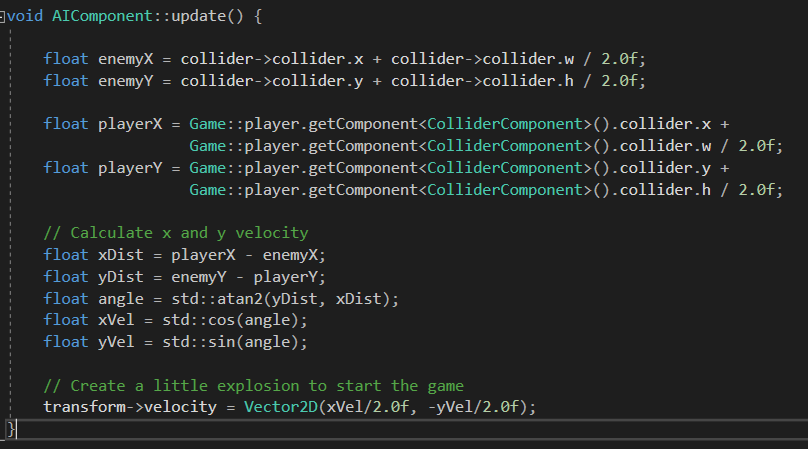 void AIComponent::update() {
float enemyX = collider->collider.x + collider->collider.w / 2.0f;
float enemyY = collider->collider.y + collider->collider.h / 2.0f;
float playerX = Game::player.getComponent<ColliderComponent>().collider.x +
Game::player.getComponent<ColliderComponent>().collider.w / 2.0f;
float playerY = Game::player.getComponent<ColliderComponent>().collider.y +
Game::player.getComponent<ColliderComponent>().collider.h / 2.0f;
// Calculate x and y velocity
float xDist = playerX - enemyX;
float yDist = enemyY - playerY;
float angle = std::atan2(yDist, xDist);
float xVel = std::cos(angle);
float yVel = std::sin(angle);
// Create a little explosion to start the game
transform->velocity = Vector2D(xVel/2.0f, -yVel/2.0f);
}